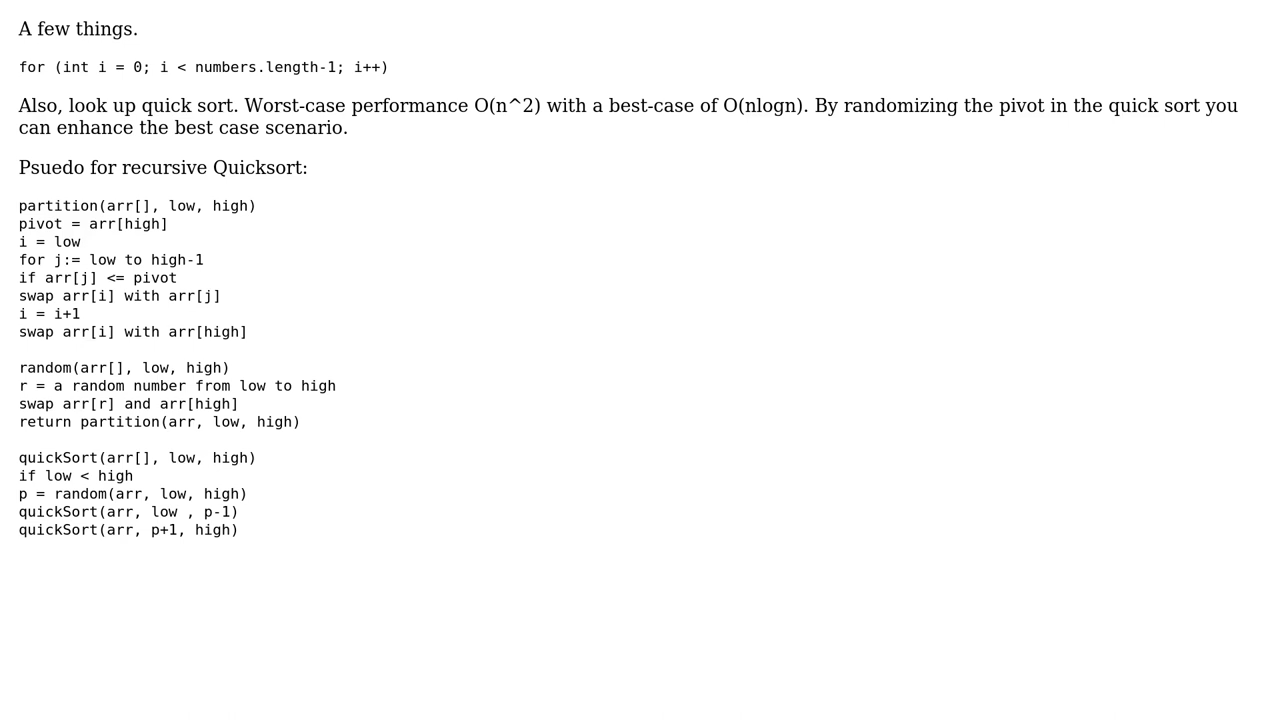 A few things.
for (int i = 0; i < numbers.length-1; i++)
Also, look up quick sort. Worst-case performance O(n^2) with a best-case of O(nlogn). By randomizing the pivot in the quick sort you
can enhance the best case scenario.
Psuedo for recursive Quicksort:
partition(arr[], low, high)
pivot = arr[high]
i = low
for j:= low to high-1
if arr[j] <= pivot
swap arr[i] with arr[j]
i = i+1
swap arr[i] with arr[high]
random(arr[], low, high)
r = a random number from low to high
swap arr[r] and arr[high]
return partition(arr, low, high)
quickSort(arr[], low, high)
if low < high
p = random(arr, low, high)
quickSort(arr, low , p-1)
quickSort(arr, p+1, high)